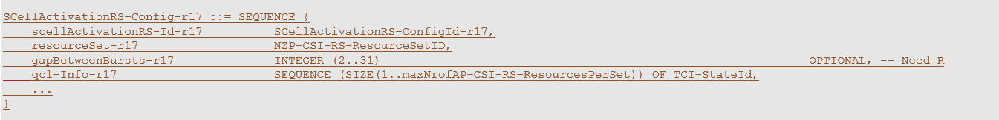 SCellActivationRS-Config-r17 ::= SEQUENCE {
scellActivationRS-Id-r17 SCellActivationRS-ConfigId-r17,
resourceSet-r17 NZP-CSI-RS-ResourceSetID,
gapBetweenBursts-r17 INTEGER (2..31) OPTIONAL, -- Need R
qcl-Info-r17 SEQUENCE (SIZE(1..maxNrofAP-CSI-RS-ResourcesPerSet)) OF TCI-StateId,
...
}